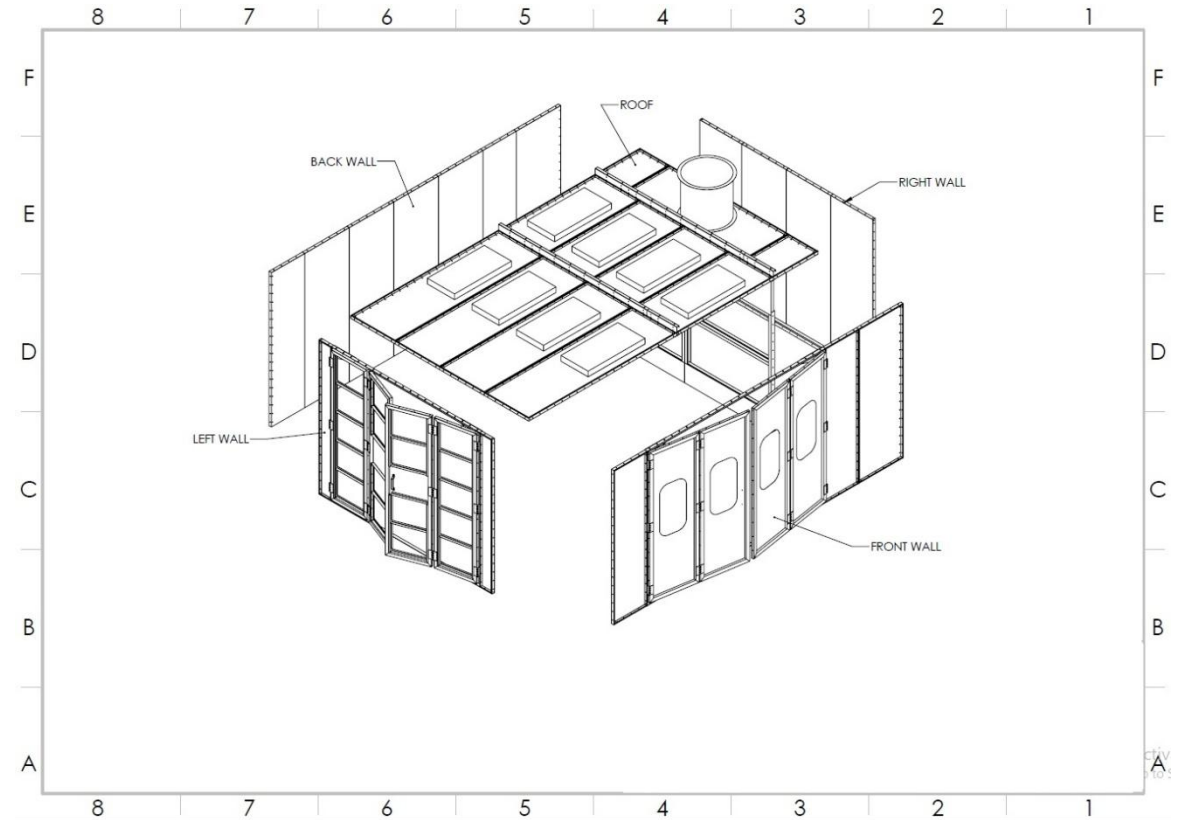 8 7 6 5 4 3 2 1
F F
ROOF
BACK WALL
RIGHT WALL
E E
D D
LEFT WALL
C C
FRONT WALL
B B
A A
8 7 6 5 4 3 2 1